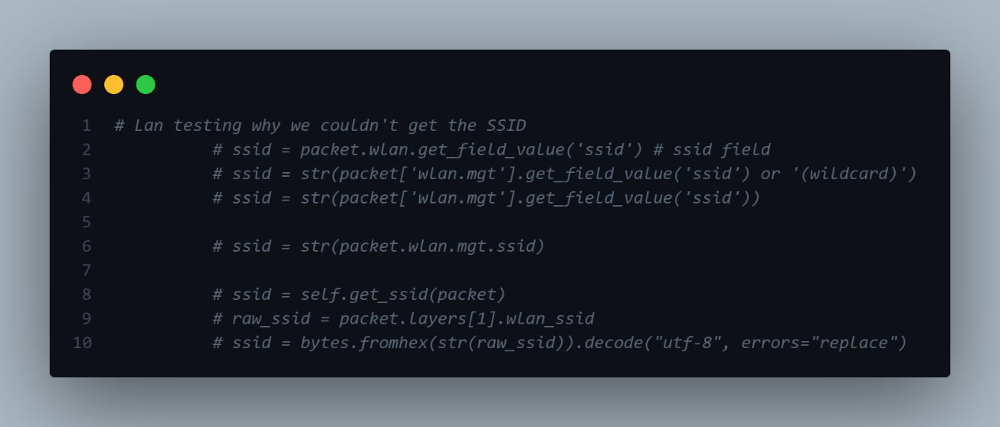 1 # Lan testing why we couldn't get the SSID
2 # ssid = packet.wlan.get_field_value('ssid') # ssid field
3 # ssid = str(packet['wlan.mgt'].get_field_value('ssid') or '(wildcard)')
4 # ssid = str(packet['wlan.mgt'].get_field_value('ssid'))
5
6 # ssid = str(packet.wlan.mgt.ssid)
7
8 # ssid = self.get_ssid(packet)
9 # raw_ssid = packet.layers[1].wlan_ssid
10 # ssid = bytes.fromhex(str(raw_ssid)).decode("utf-8", errors="replace")